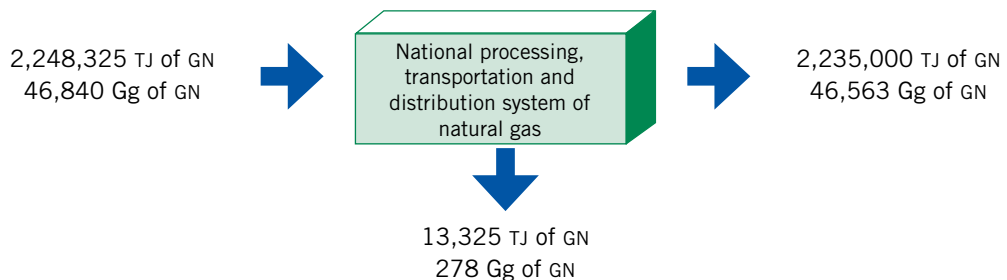 2,248,325 TJ of GN
46,840 Gg of GN
National processing,
transportation and
distribution system of
natural gas
2,235,000 TJ of GN
46,563 Gg of GN
13,325 TJ of GN
278 Gg of GN